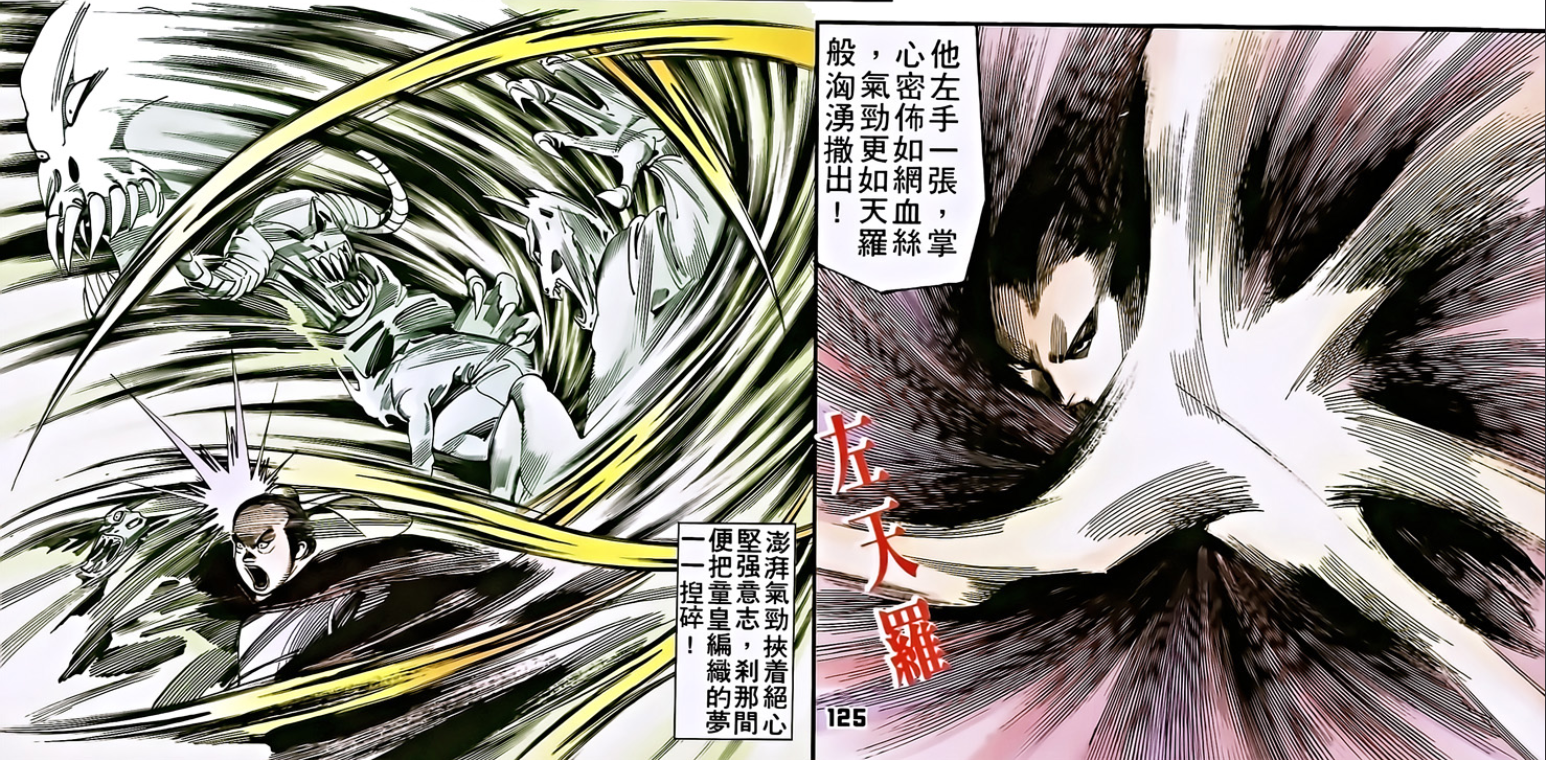 他左手一張，掌
心密佈如網血絲
，氣勁更如天羅
般洶湧撒出！
左天羅
125
澎湃氣勁挾着絕心
堅强意志，刹那間
便把童皇編織的夢
一一揑碎！